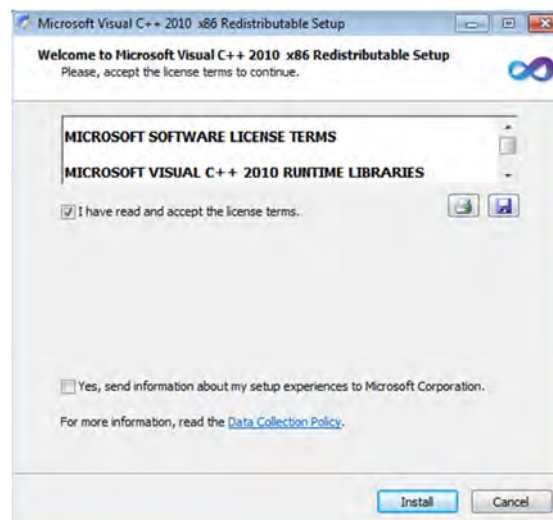 Microsoft Visual C++ 2010  x86 Redistributable Setup
Welcome to Microsoft Visual C++ 2010  x86 Redistributable Setup
Please, accept the license terms to continue.
MICROSOFT SOFTWARE LICENSE TERMS
MICROSOFT VISUAL C++ 2010 RUNTIME LIBRARIES
I have read and accept the license terms.
Yes, send information about my setup experiences to Microsoft Corporation.
For more information, read the Data Collection Policy.
Install Cancel